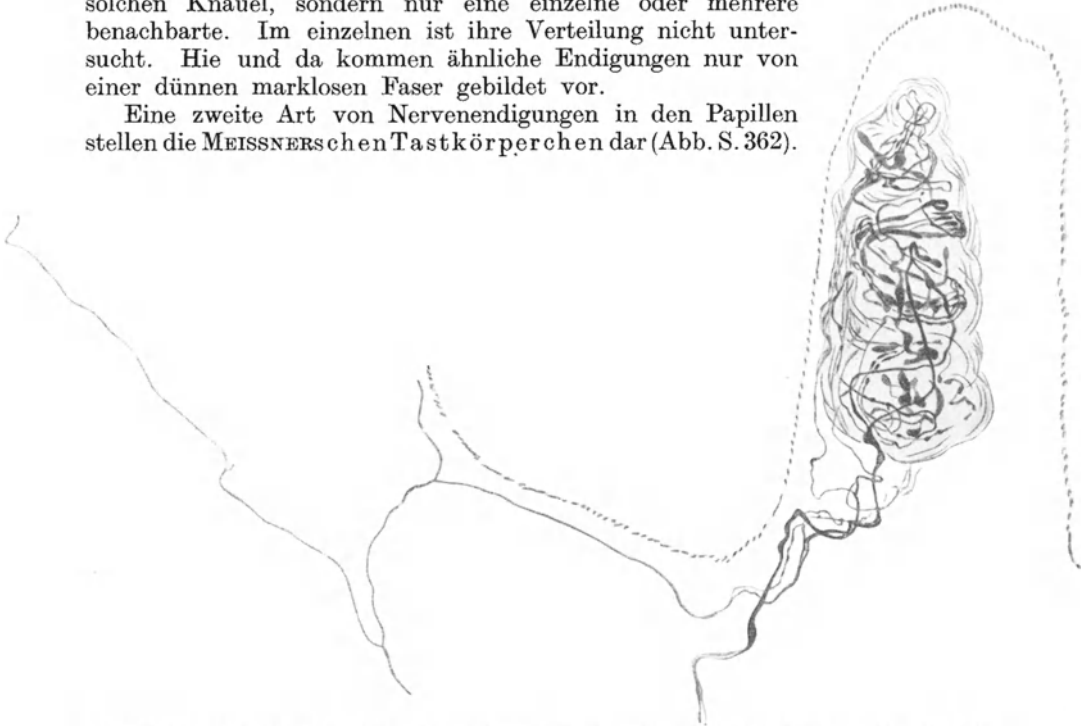 solchen Knäuel, sondern nur eine einzelne oder mehrere
benachbarte. Im einzelnen ist ihre Verteilung nicht unter-
sucht. Hie und da kommen ähnliche Endigungen nur von
einer dünnen marklosen Faser gebildet vor.
Eine zweite Art von Nervenendigungen in den Papillen
stellen die MEISSNERschen Tastkörperchen dar (Abb. S. 362).